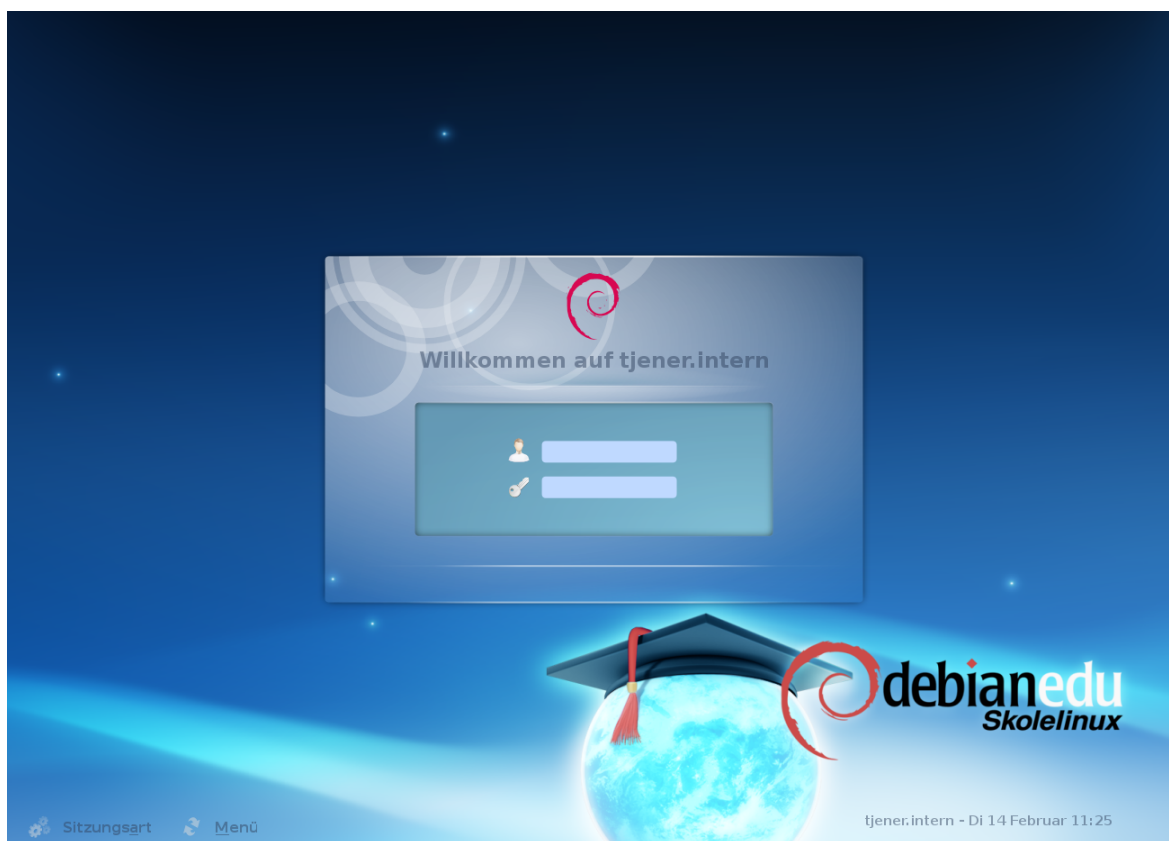 Willkommen auf tjener.intern
debianedu
Skolelinux
Sitzungsart
Menü
tjener.intern - Di 14 Februar 11:25